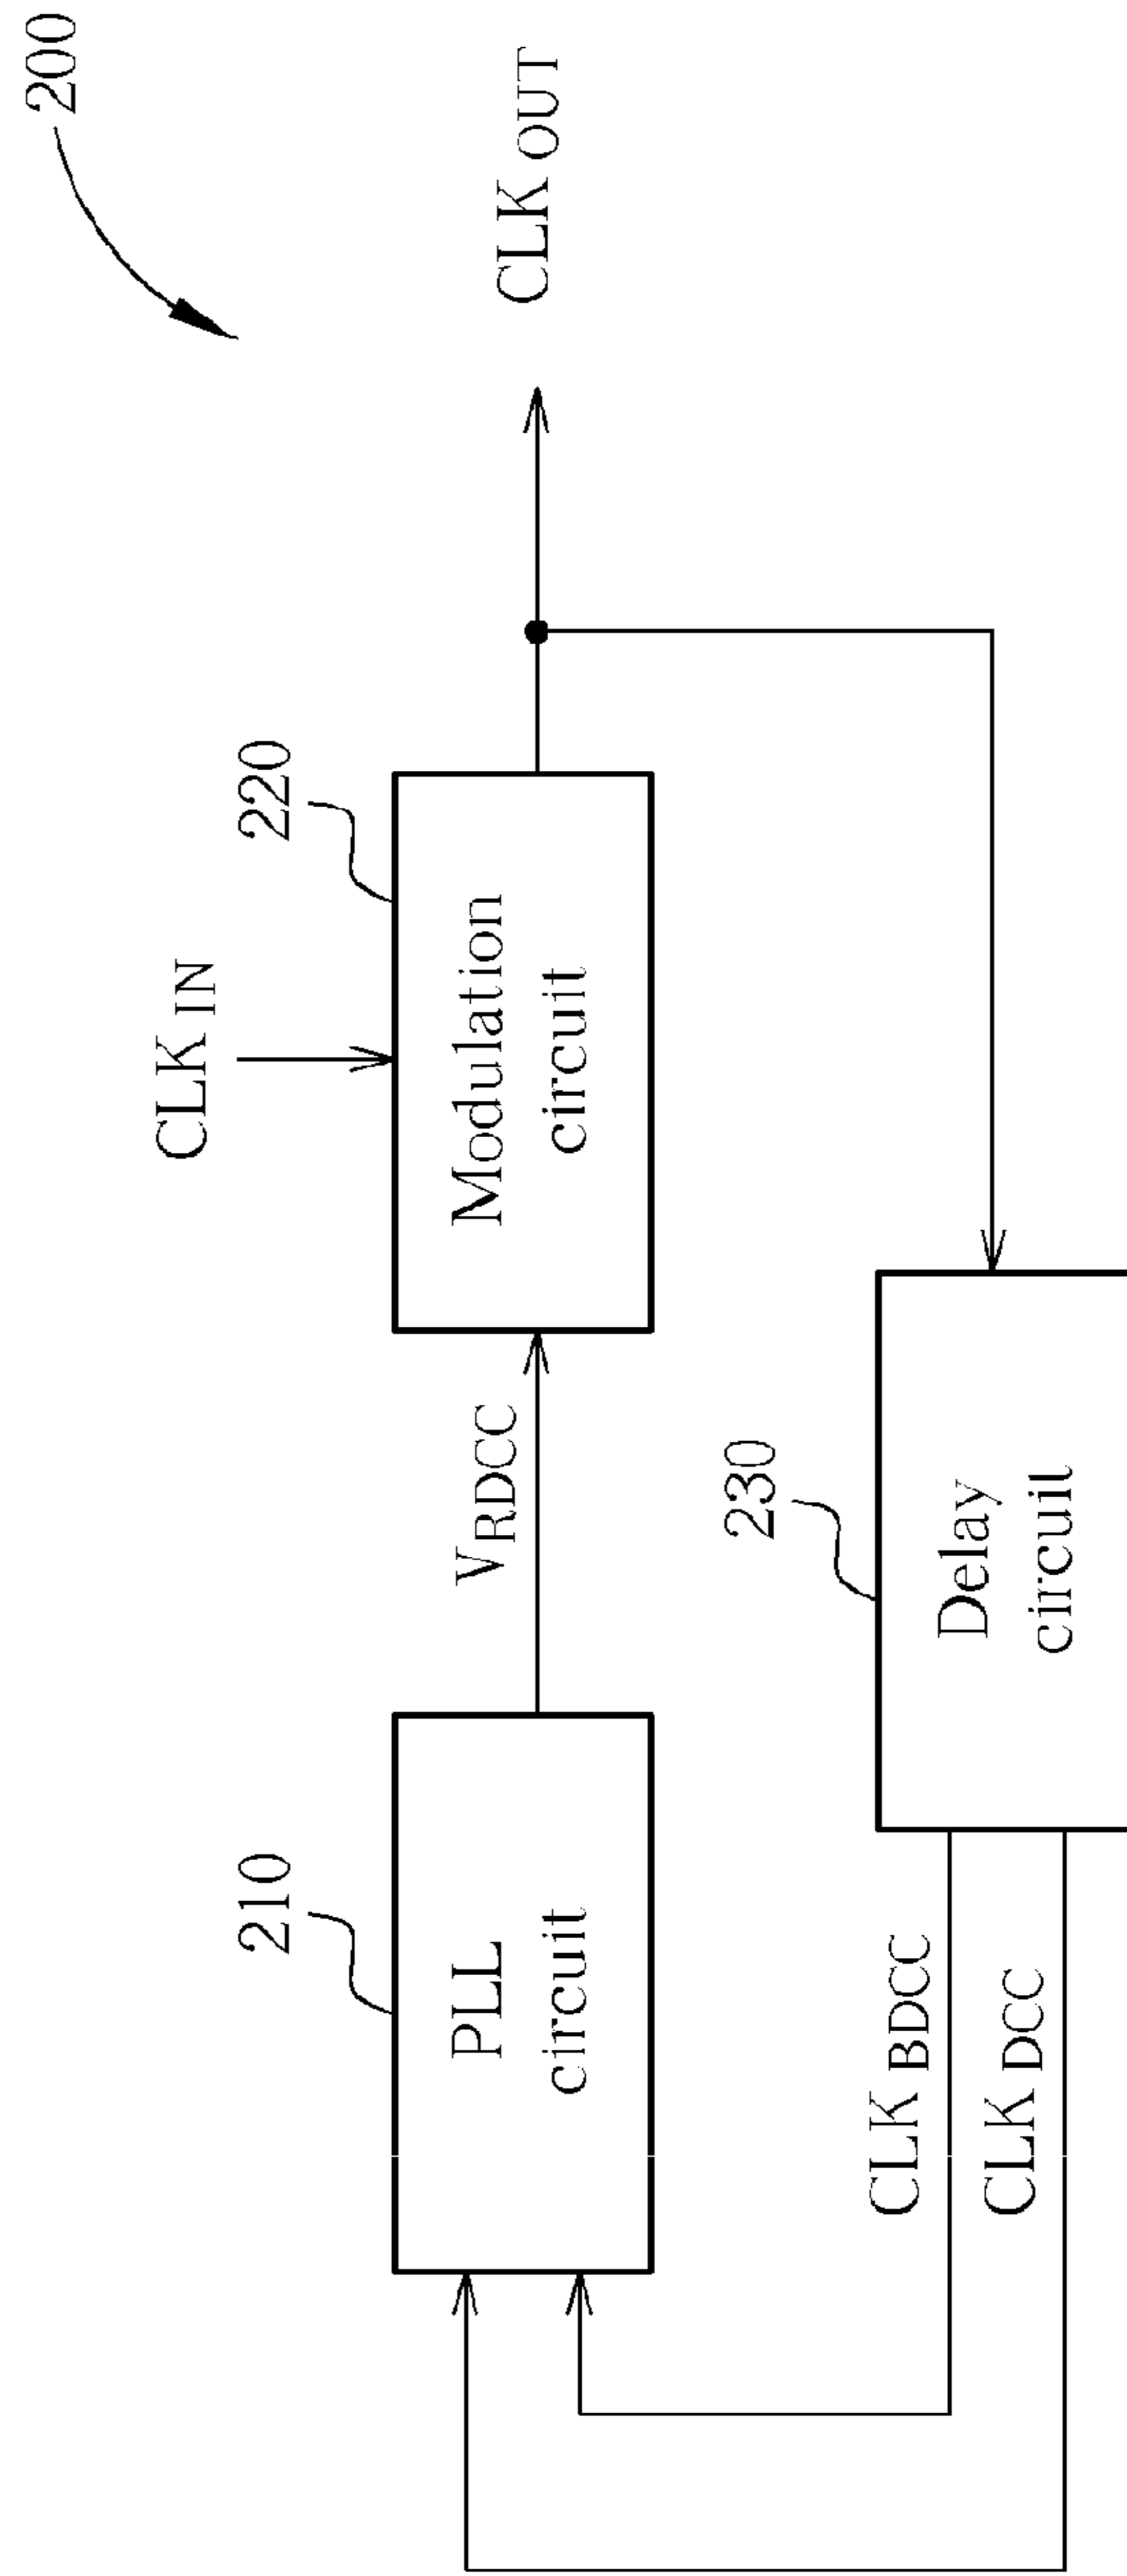 200
CLK IN
210
220
PLL
circuit
VRDCC
Modulation
circuit
CLK OUT
230
CLK BDCC
CLK DCC
Delay
circuit